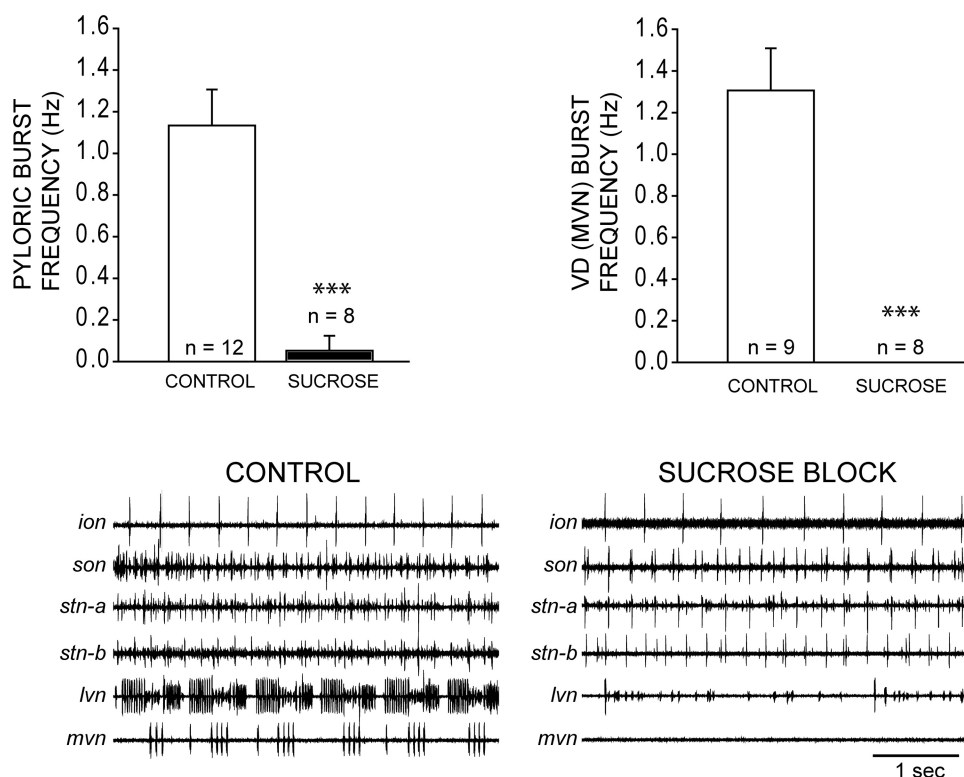 PYLORIC BURST
FREQUENCY (Hz)
1.6
1.4
1.2
1.0
0.8
0.6
0.4
0.2
0.0
***
n = 8
n = 12
CONTROL SUCROSE
VD (MVN) BURST
FREQUENCY (Hz)
1.6
1.4
1.2
1.0
0.8
0.6
0.4
0.2
0.0
***
n = 9 n = 8
CONTROL SUCROSE
CONTROL
ion
son
stn-a
stn-b
lvn
mvn
SUCROSE BLOCK
ion
son
stn-a
stn-b
lvn
mvn
1 sec